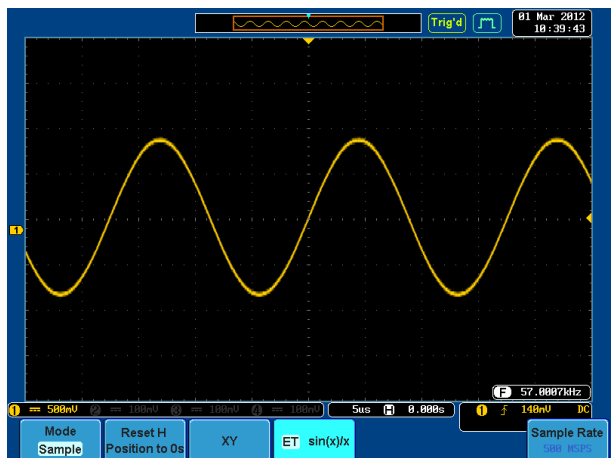 Trig'd
01 Mar 2012
10:39:43
1
F 57.0007kHz
1 500mV 2 100mV 3 100mV 4 100mV 5us H 0.000s 1 140mV DC
Mode
Sample
Reset H
Position to 0s
XY
ET sin(x)/x
Sample Rate
500 MSPS